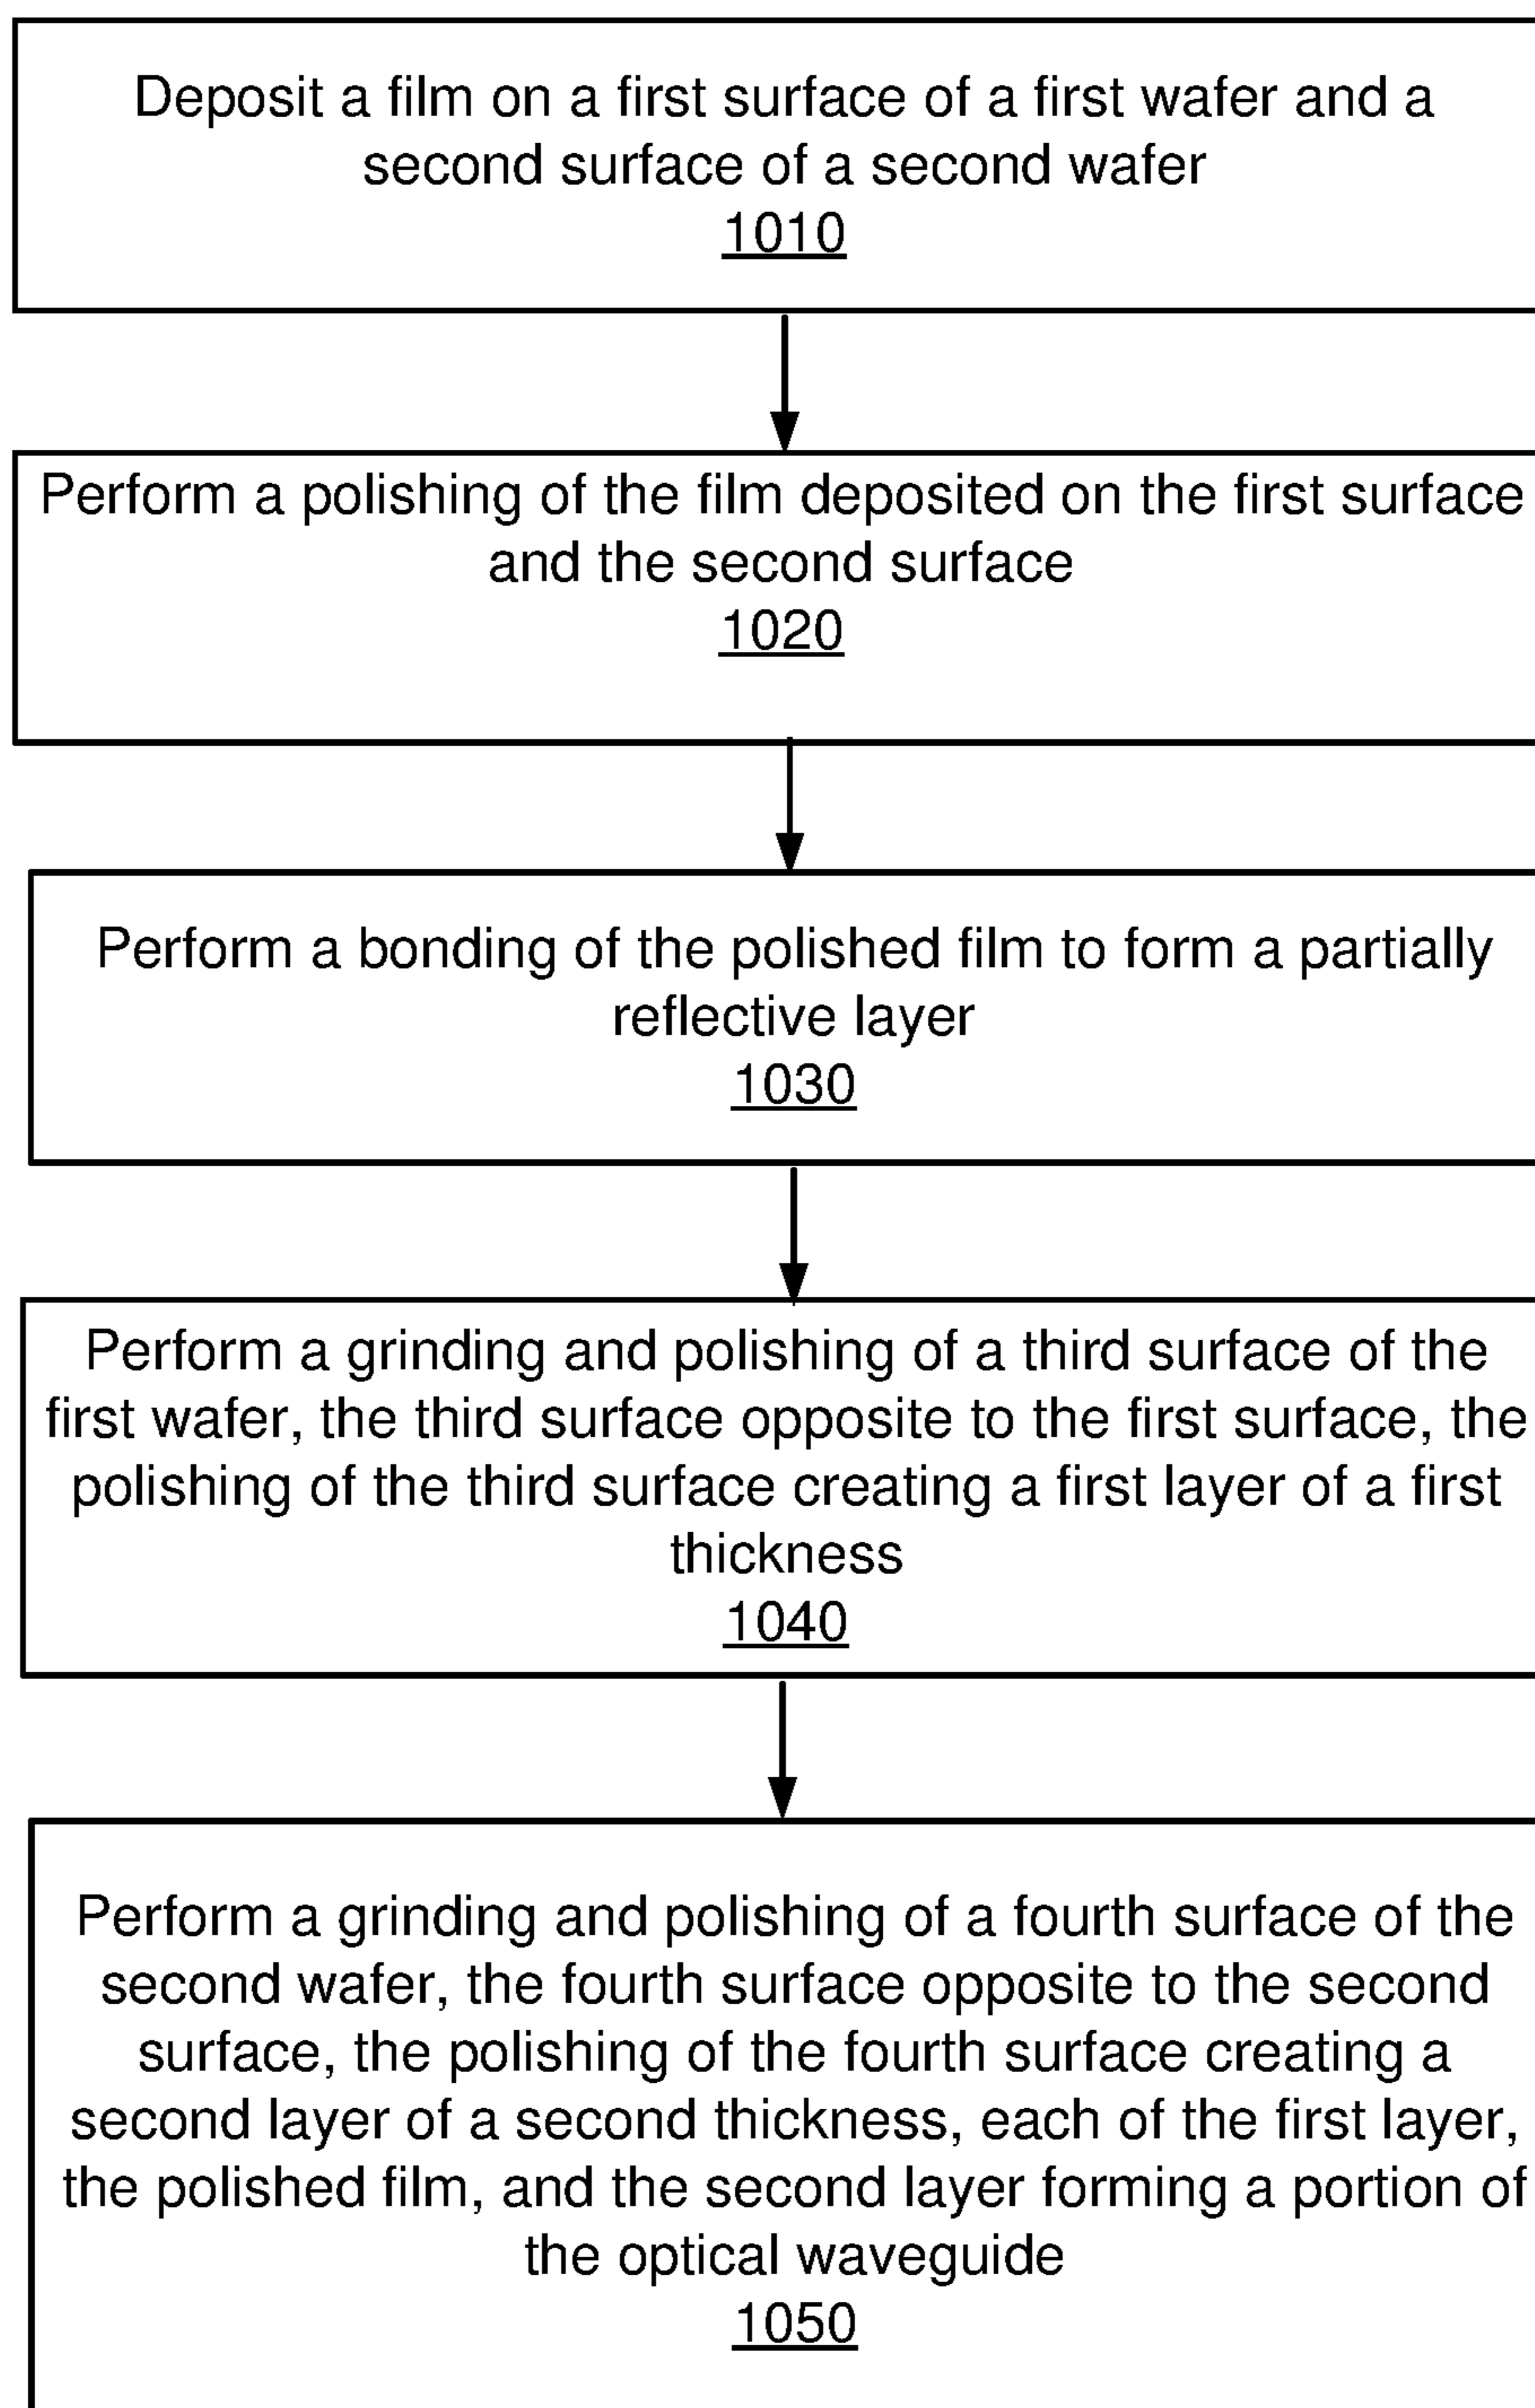 Deposit a film on a first surface of a first wafer and a
second surface of a second wafer
1010
Perform a polishing of the film deposited on the first surface
and the second surface
1020
Perform a bonding of the polished film to form a partially
reflective layer
1030
Perform a grinding and polishing of a third surface of the
first wafer, the third surface opposite to the first surface, the
polishing of the third surface creating a first layer of a first
thickness
1040
Perform a grinding and polishing of a fourth surface of the
second wafer, the fourth surface opposite to the second
surface, the polishing of the fourth surface creating a
second layer of a second thickness, each of the first layer,
the polished film, and the second layer forming a portion of
the optical waveguide
1050